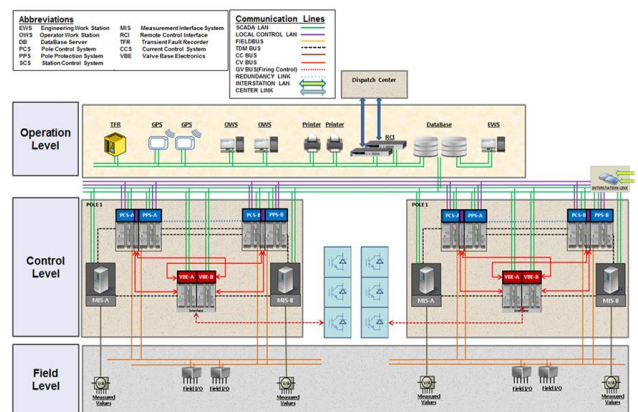 Abbreviations
EWS Engineering Work Station
OWS Operator Work Station
DB DataBase Server
PCS Pole Control System
PPS Pole Protection System
SCS Station Control System
MIS Measurement Interface System
RCI Remote Control Interface
TFR Transient Fault Recorder
CCS Current Control System
VBE Valve Base Electronics
Communication Lines
SCADA LAN
LOCAL CONTROL LAN
FIELDBUS
TDM BUS
CC BUS
CV BUS
GV BUS(Firing Control)
REDUNDANCY LINK
INTERSTATION LAN
CENTER LINK
Dispatch Center
Operation Level
TFR
GPS
GPS
OWS
OWS
Printer
Printer
RCI
DataBase
EWS
INTERSTATION LINK
Control Level
POLE 1
PCS-A
PPS-A
PCS-B
PPS-B
MIS-A
VBE-A
VBE-B
Interface
MIS-B
POLE 1
PCS-A
PPS-A
PCS-B
PPS-B
MIS-A
VBE-A
VBE-B
Interface
MIS-B
Field Level
V/A
Measured Values
Field I/O
Field I/O
V/A
Measured Values
V/A
Measured Values
Field I/O
Field I/O
V/A
Measured Values